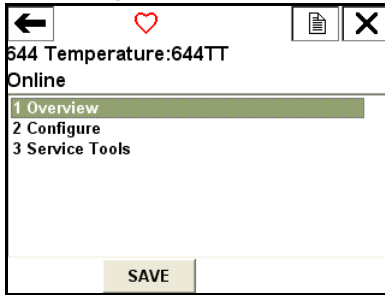 644 Temperature:644TT
Online
1 Overview
2 Configure
3 Service Tools
SAVE